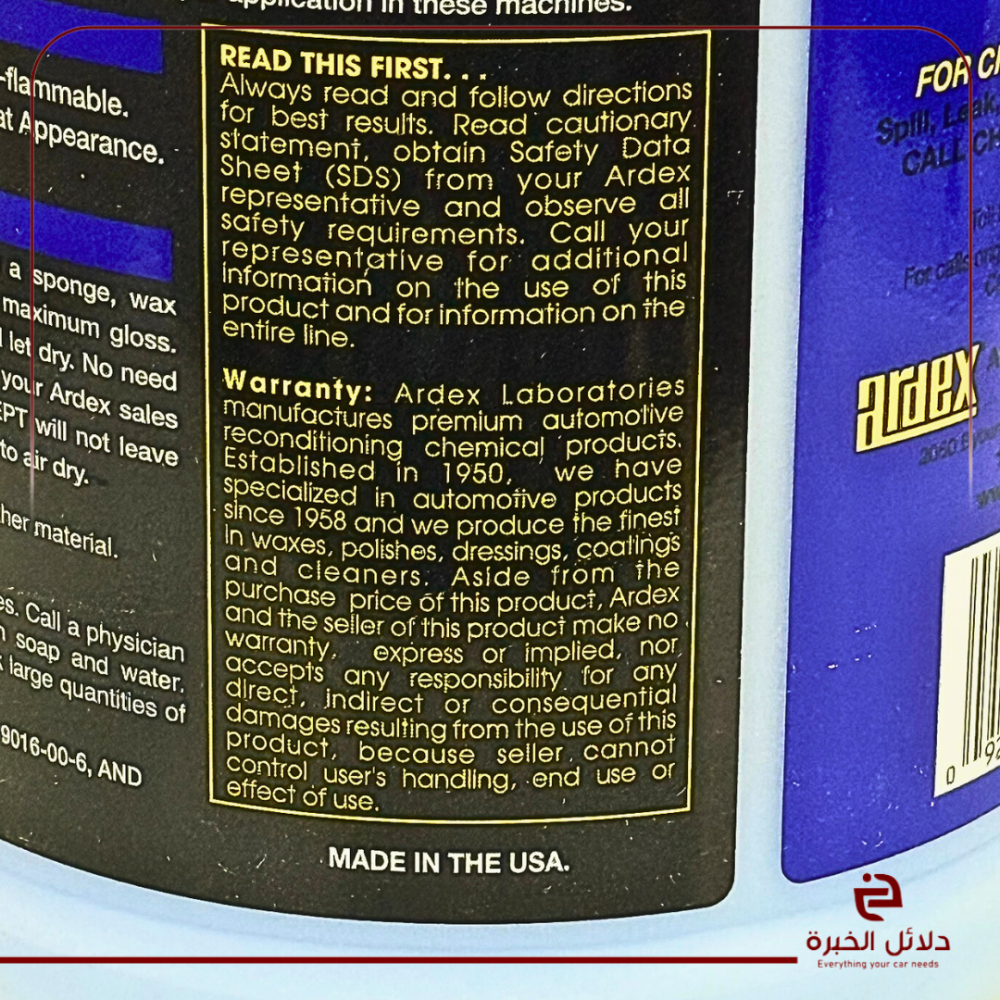 application in these machines.
-flammable.
at Appearance.
a sponge, wax
maximum gloss.
let dry. No need
your Ardex sales
EPT will not leave
to air dry.
her material.
es. Call a physician
soap and water.
large quantities of
9016-00-6, AND
READ THIS FIRST. . .
Always read and follow directions
for best results. Read cautionary
statement, obtain Safety Data
Sheet (SDS) from your Ardex
representative and observe all
safety requirements. Call your
representative for additional
information on the use of this
product and for information on the
entire line.
Warranty: Ardex Laboratories
manufactures premium automotive
reconditioning chemical products.
Established in 1950, we have
specialized in automotive products
since 1958 and we produce the finest
in waxes, polishes, dressings, coatings
and cleaners. Aside from the
purchase price of this product, Ardex
and the seller of this product make no
warranty, express or implied, nor
accepts any responsibility for any
direct, indirect or consequential
damages resulting from the use of this
product, because seller cannot
control user's handling, end use or
effect of use.
MADE IN THE USA.
FOR
Spill, Leak,
CALL
For calls
ardex
0
دلائل الخبرة
Everything your car needs